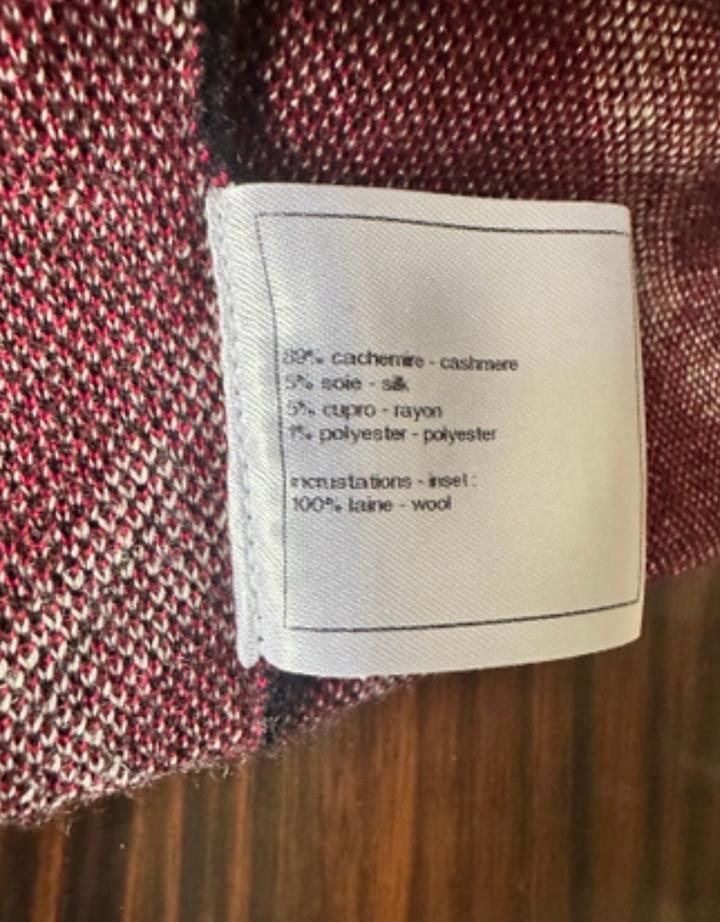 89% cachemire - cashmere
5% soie - silk
5% cupro - rayon
1% polyester - polyester
incrustations - inset :
100% laine - wool